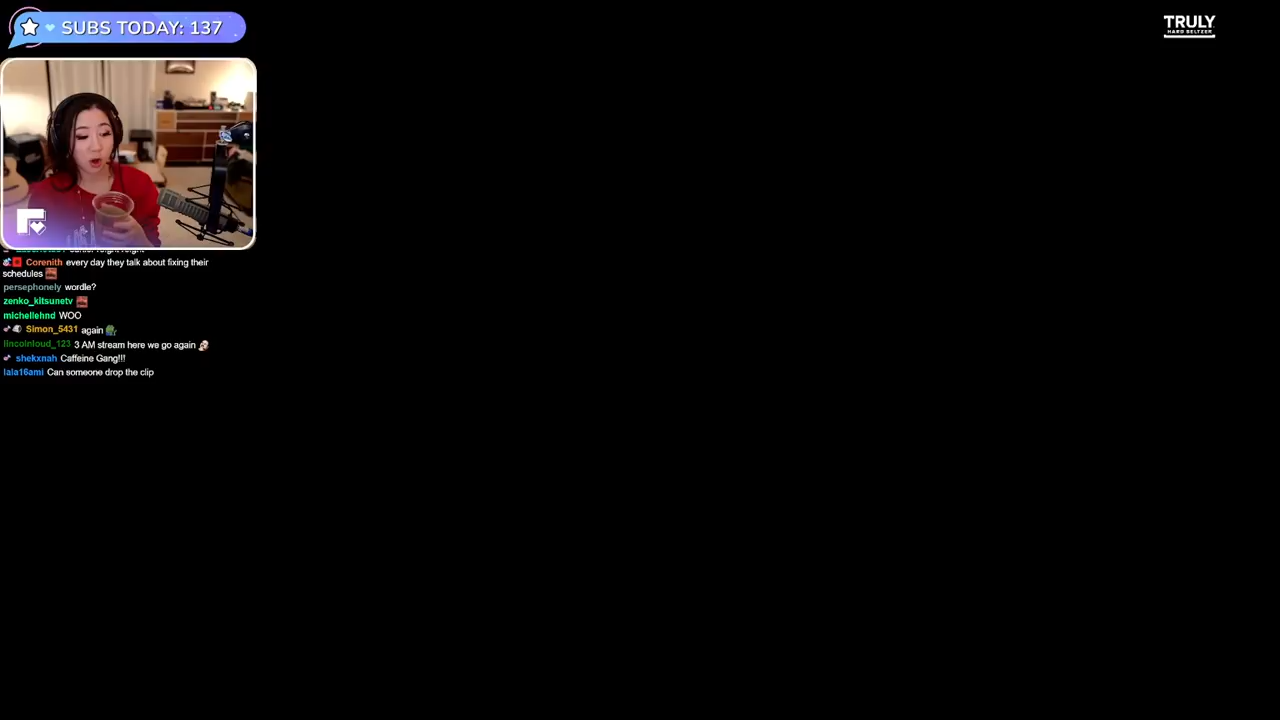 SUBS TODAY: 137
TRULY
HARD SELTZER
Corenith every day they talk about fixing their
schedules
persephonely wordle?
zenko_kitsunetv
michellehnd WOO
Simon_5431 again
lincolnloud_123 3 AM stream here we go again
shekxnah Caffeine Gang!!!
lala16ami Can someone drop the clip